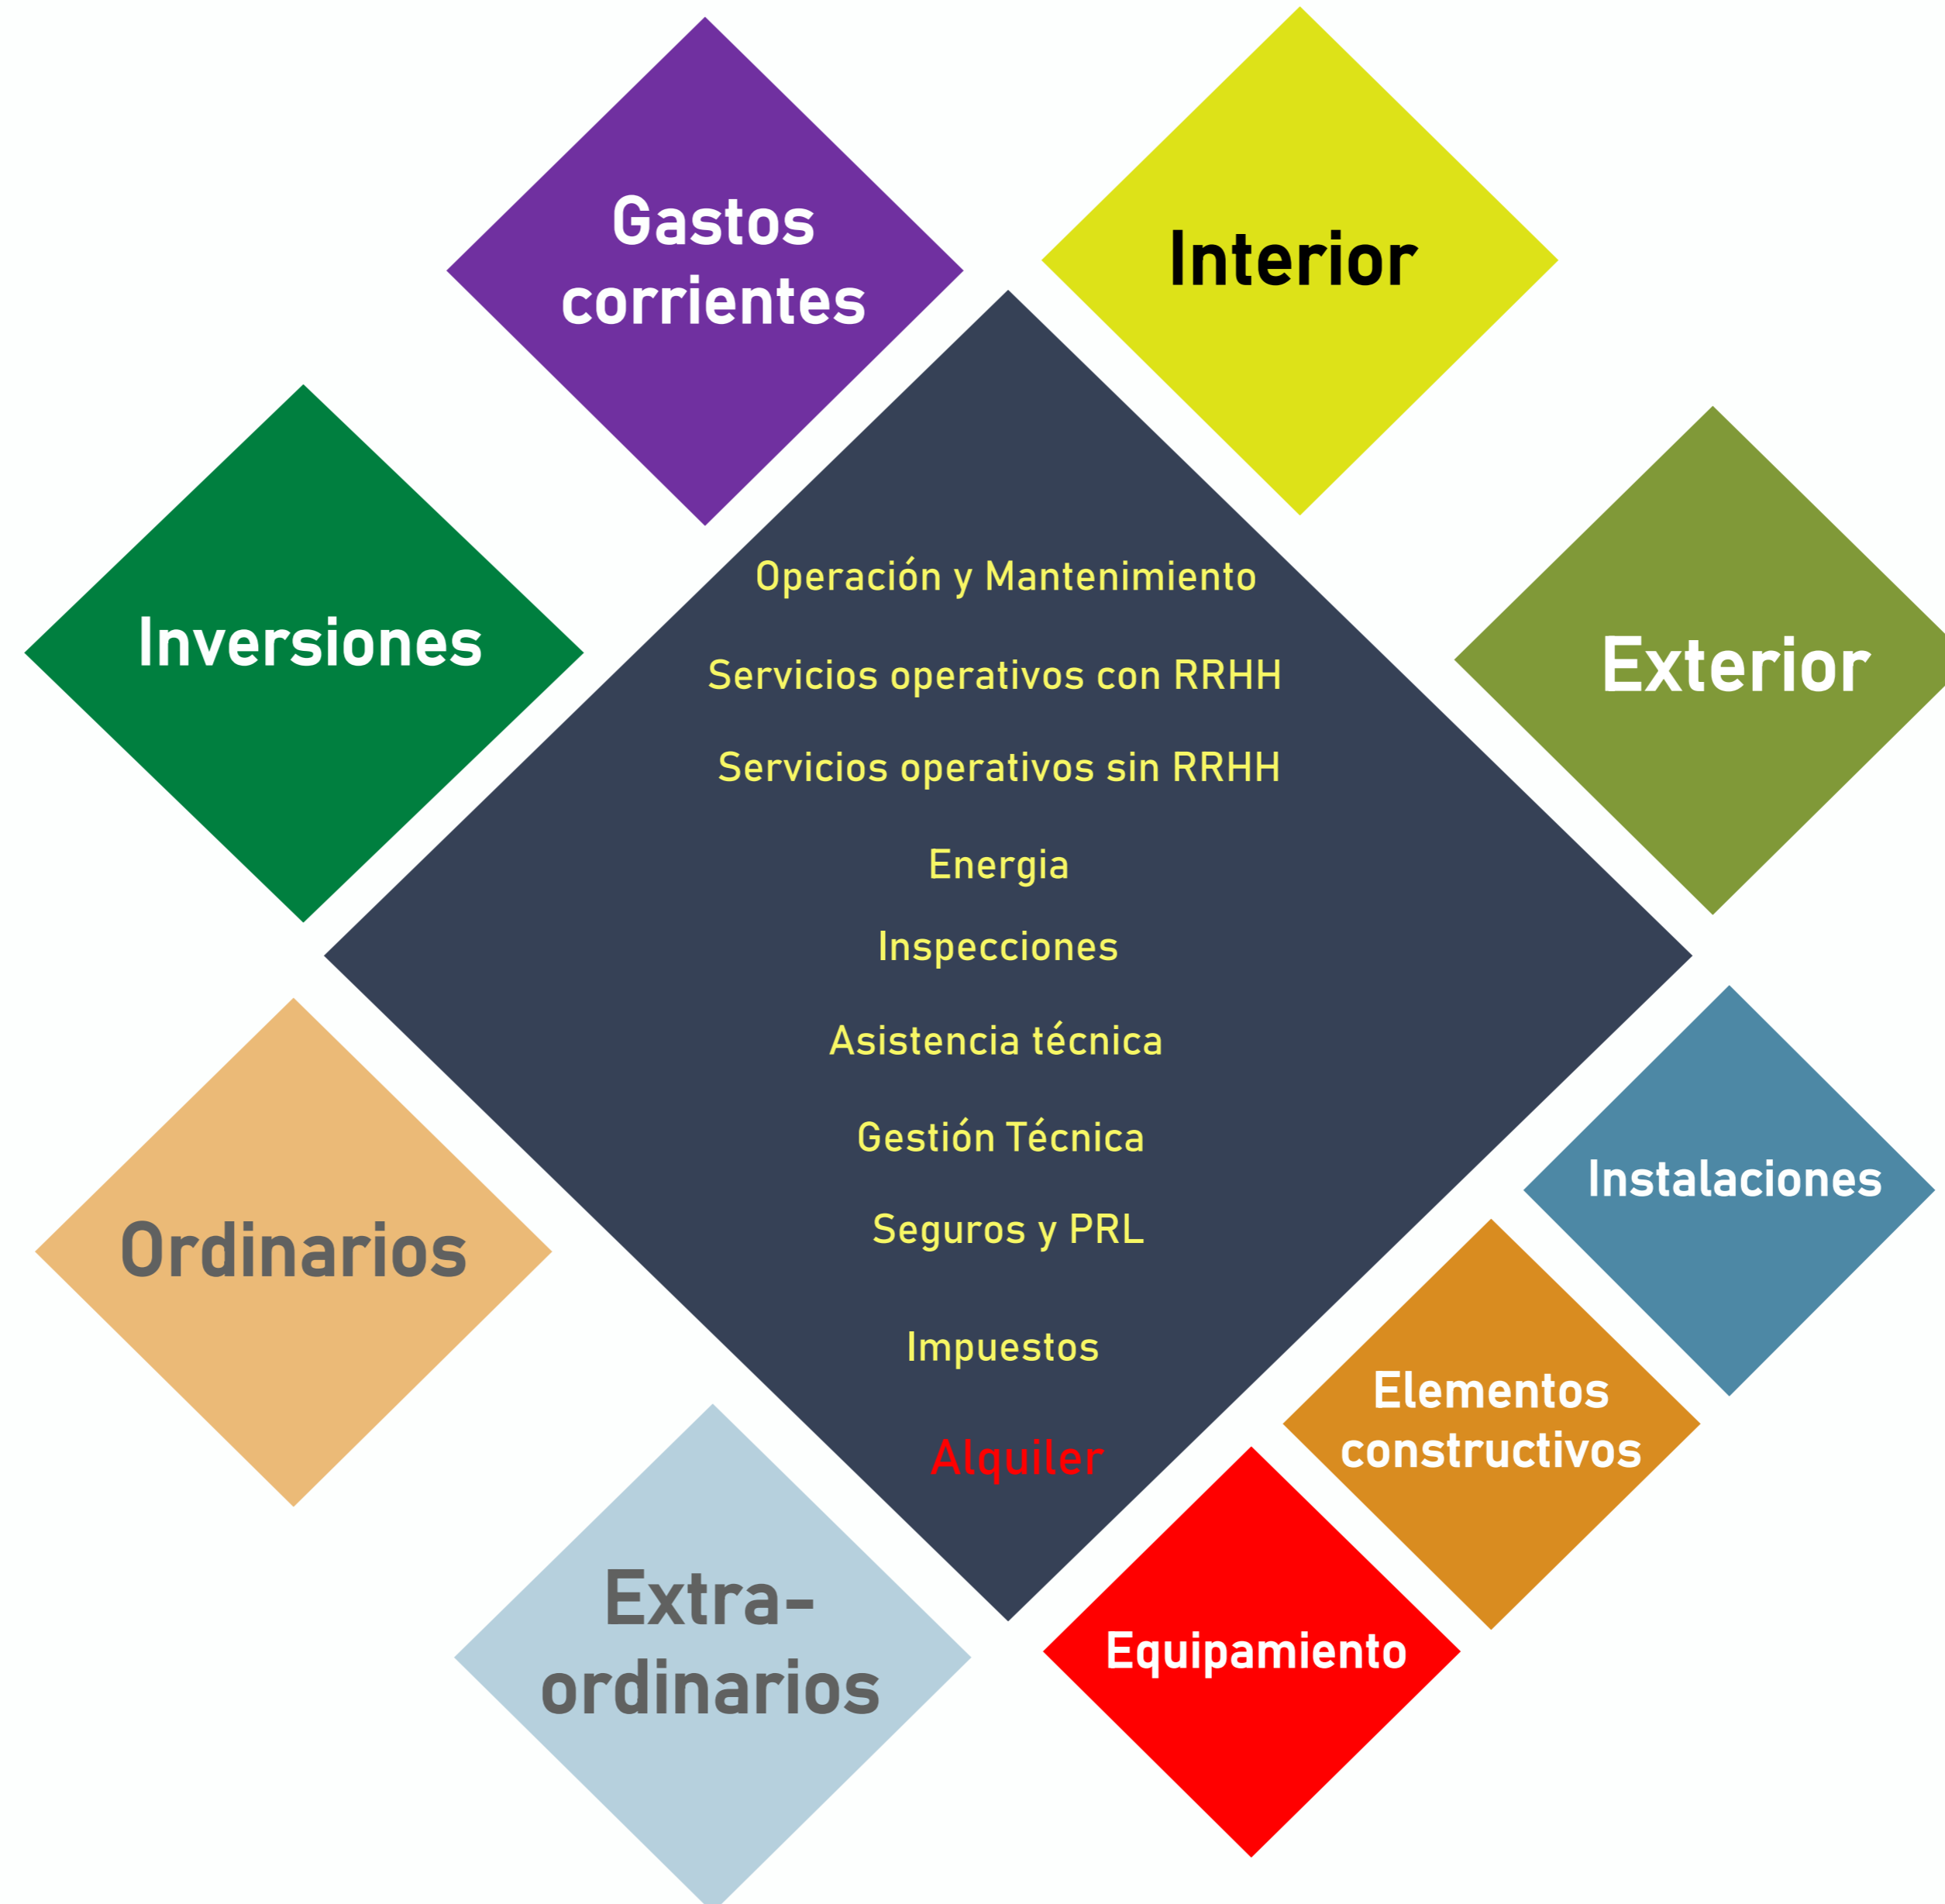 Gastos
corrientes
Interior
Inversiones
Exterior
Operación y Mantenimiento
Servicios operativos con RRHH
Servicios operativos sin RRHH
Energia
Inspecciones
Asistencia técnica
Gestión Técnica
Seguros y PRL
Impuestos
Alquiler
Ordinarios
Extra-
ordinarios
Instalaciones
Elementos
constructivos
Equipamiento